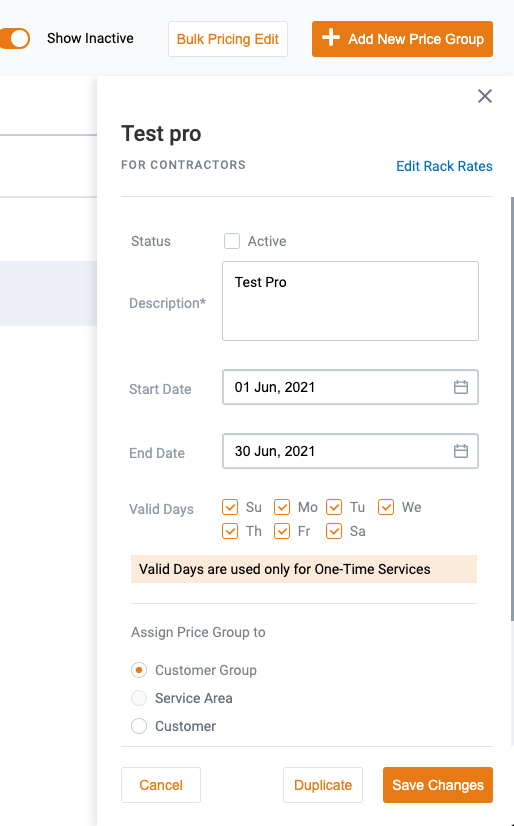 Show Inactive
Bulk Pricing Edit
Add New Price Group
Test pro
FOR CONTRACTORS
Edit Rack Rates
Status
Active
Description*
Test Pro
Start Date
01 Jun, 2021
End Date
30 Jun, 2021
Valid Days
Su Mo Tu We
Th Fr Sa
Valid Days are used only for One-Time Services
Assign Price Group to
Customer Group
Service Area
Customer
Cancel
Duplicate
Save Changes